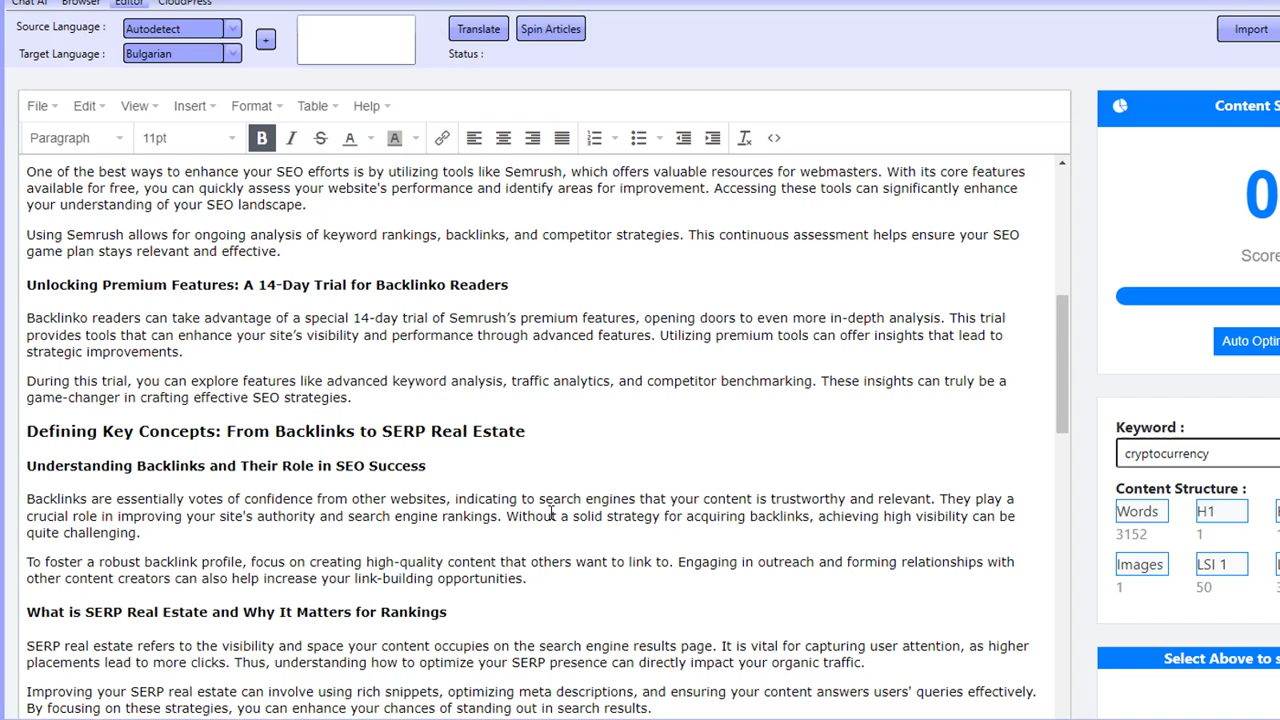 Chat AI Browser Editor CloudPress
Source Language : Autodetect
Target Language : Bulgarian
+
Translate Spin Articles
Status :
Import
File Edit View Insert Format Table Help
Paragraph 11pt B I S A A
One of the best ways to enhance your SEO efforts is by utilizing tools like Semrush, which offers valuable resources for webmasters. With its core features
available for free, you can quickly assess your website's performance and identify areas for improvement. Accessing these tools can significantly enhance
your understanding of your SEO landscape.
Using Semrush allows for ongoing analysis of keyword rankings, backlinks, and competitor strategies. This continuous assessment helps ensure your SEO
game plan stays relevant and effective.
Unlocking Premium Features: A 14-Day Trial for Backlinko Readers
Backlinko readers can take advantage of a special 14-day trial of Semrush’s premium features, opening doors to even more in-depth analysis. This trial
provides tools that can enhance your site’s visibility and performance through advanced features. Utilizing premium tools can offer insights that lead to
strategic improvements.
During this trial, you can explore features like advanced keyword analysis, traffic analytics, and competitor benchmarking. These insights can truly be a
game-changer in crafting effective SEO strategies.
Defining Key Concepts: From Backlinks to SERP Real Estate
Understanding Backlinks and Their Role in SEO Success
Backlinks are essentially votes of confidence from other websites, indicating to search engines that your content is trustworthy and relevant. They play a
crucial role in improving your site's authority and search engine rankings. Without a solid strategy for acquiring backlinks, achieving high visibility can be
quite challenging.
To foster a robust backlink profile, focus on creating high-quality content that others want to link to. Engaging in outreach and forming relationships with
other content creators can also help increase your link-building opportunities.
What is SERP Real Estate and Why It Matters for Rankings
SERP real estate refers to the visibility and space your content occupies on the search engine results page. It is vital for capturing user attention, as higher
placements lead to more clicks. Thus, understanding how to optimize your SERP presence can directly impact your organic traffic.
Improving your SERP real estate can involve using rich snippets, optimizing meta descriptions, and ensuring your content answers users' queries effectively.
By focusing on these strategies, you can enhance your chances of standing out in search results.
Content S
0
Score
Auto Opti
Keyword :
cryptocurrency
Content Structure :
Words H1
3152 1
Images LSI 1
1 50
Select Above to s